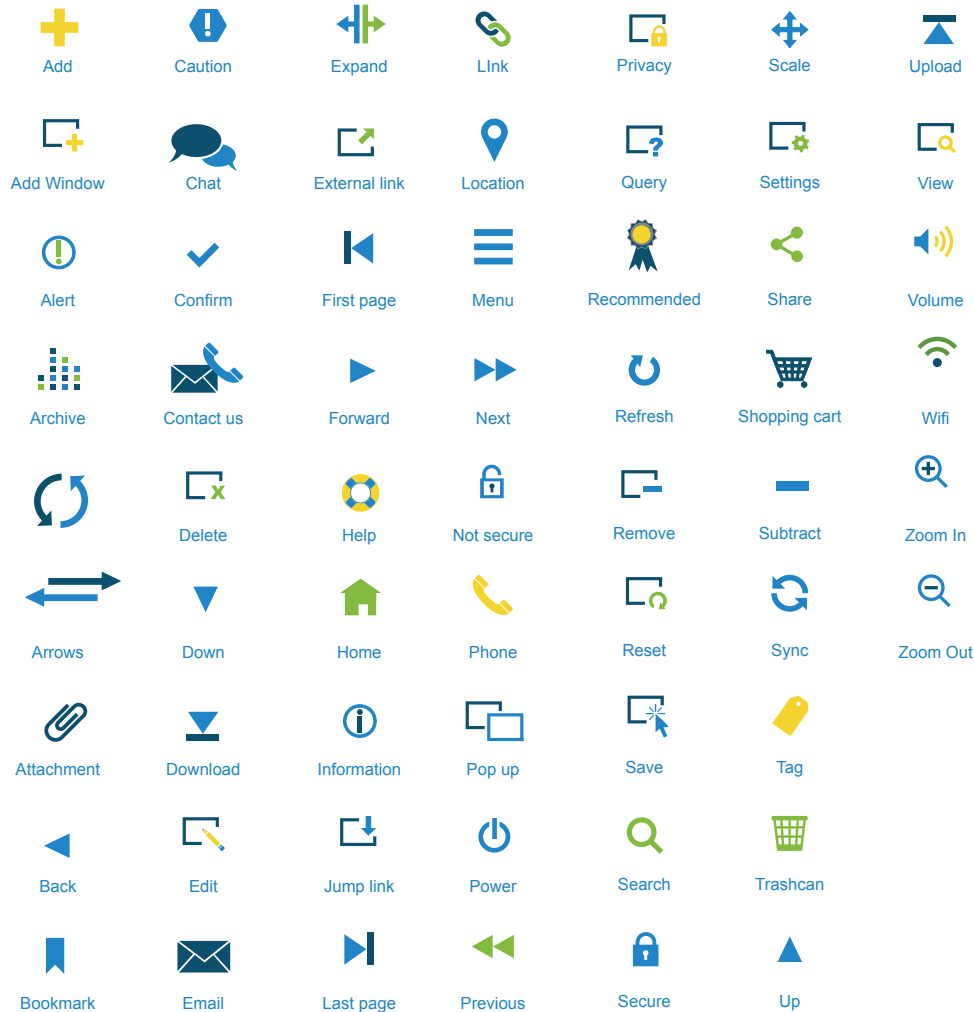 Add
Caution
Expand
LInk
Privacy
Scale
Upload
Add Window
Chat
External link
Location
Query
Settings
View
Alert
Confirm
First page
Menu
Recommended
Share
Volume
Archive
Contact us
Forward
Next
Refresh
Shopping cart
Wifi
Delete
Help
Not secure
Remove
Subtract
Zoom In
Arrows
Down
Home
Phone
Reset
Sync
Zoom Out
Attachment
Download
Information
Pop up
Save
Tag
Back
Edit
Jump link
Power
Search
Trashcan
Bookmark
Email
Last page
Previous
Secure
Up